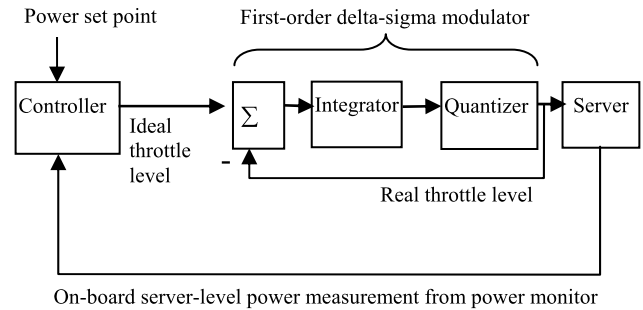 First-order delta-sigma modulator
Power set point
Controller
Ideal
throttle
level
Σ
-
Integrator
Quantizer
Server
Real throttle level
On-board server-level power measurement from power monitor